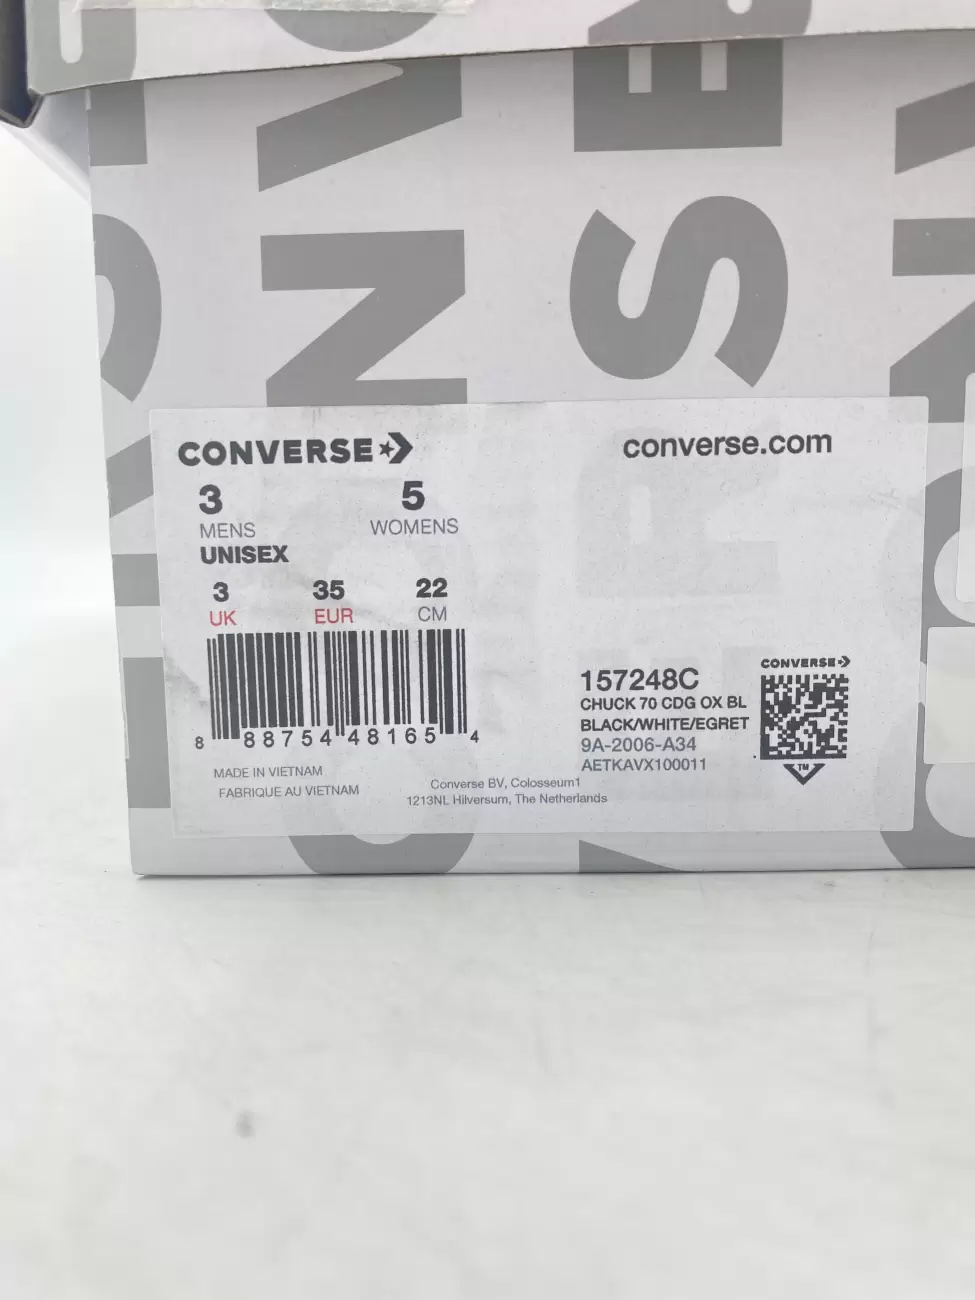 CONVERSE
converse.com
3 5
MENS WOMENS
UNISEX
3 35 22
UK EUR CM
8 88754 48165 4
MADE IN VIETNAM
FABRIQUE AU VIETNAM
Converse BV, Colosseum1
1213NL Hilversum, The Netherlands
157248C
CHUCK 70 CDG OX BL
BLACK/WHITE/EGRET
9A-2006-A34
AETKAVX100011
CONVERSE
TM